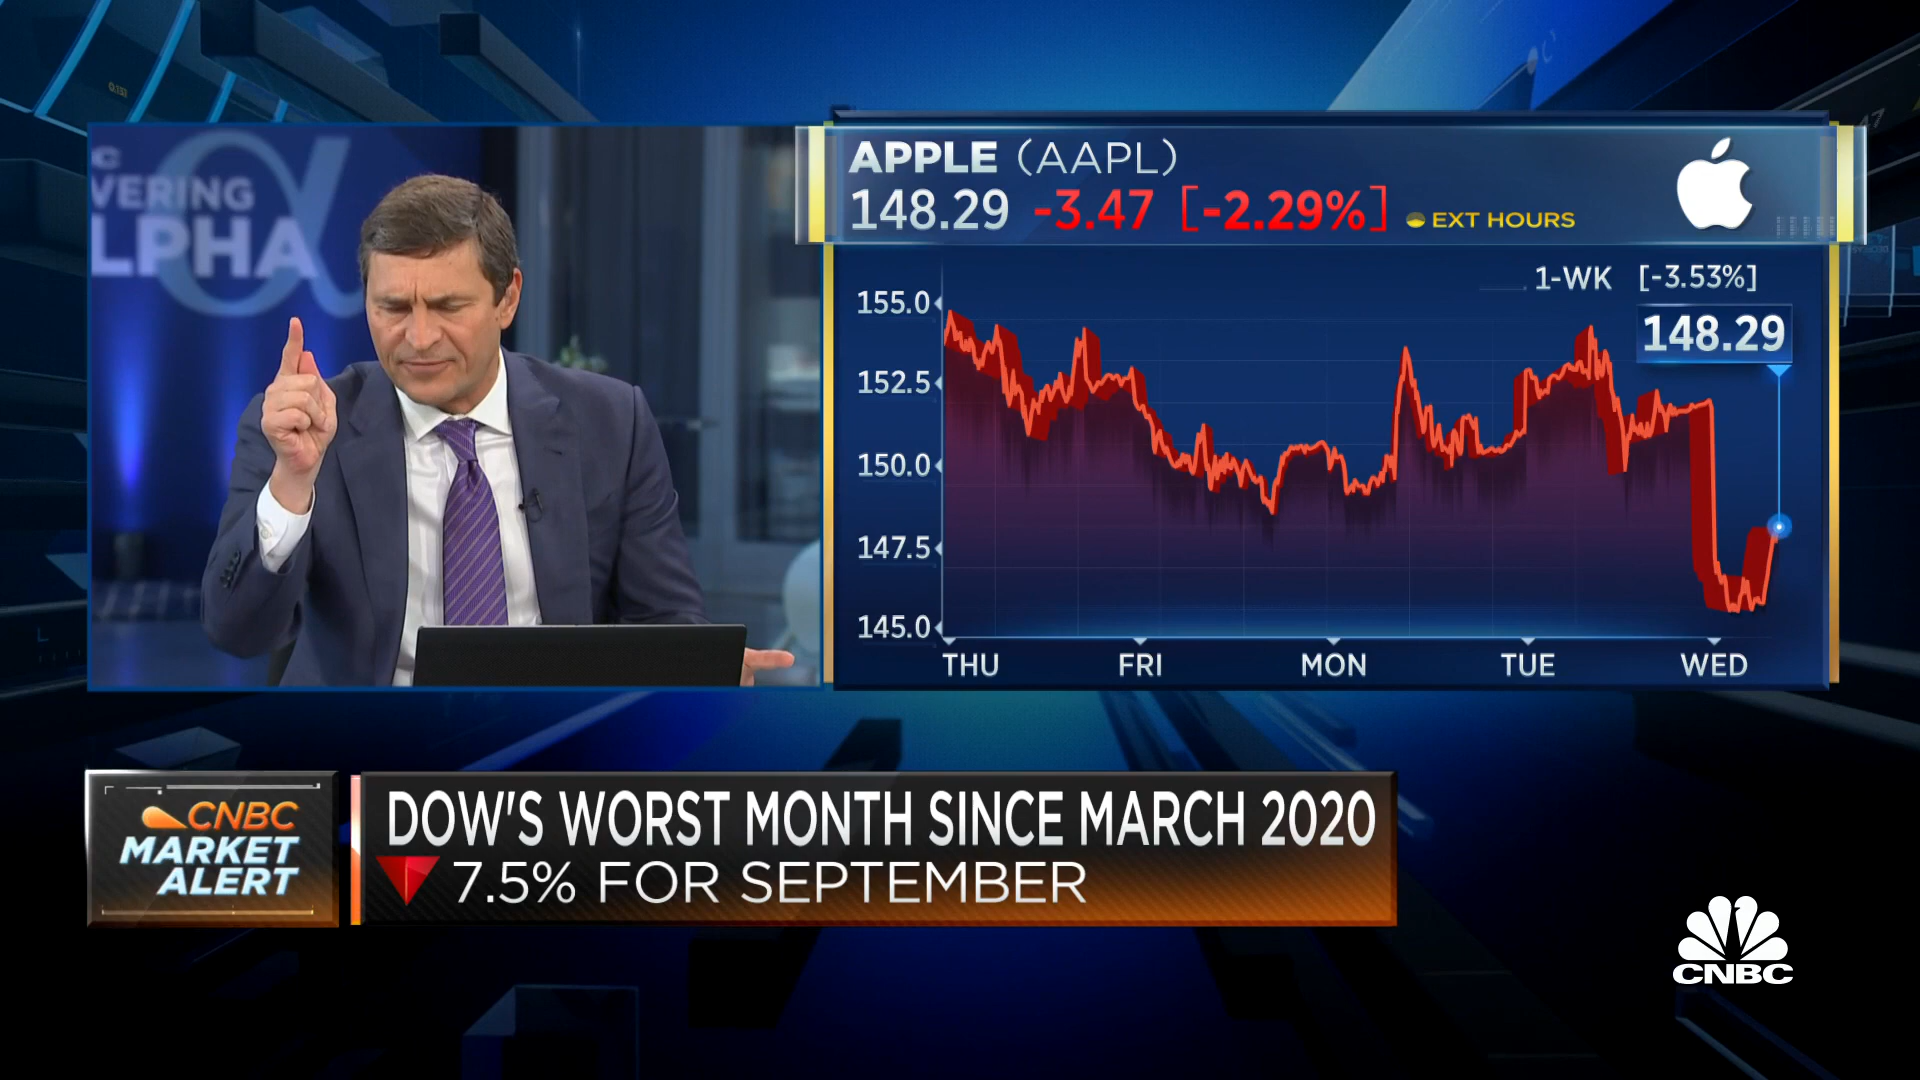 VERING
LPHA
APPLE (AAPL)
148.29 -3.47 [-2.29%] EXT HOURS
1-WK [-3.53%]
148.29
155.0
152.5
150.0
147.5
145.0
THU FRI MON TUE WED
CNBC
MARKET
ALERT
DOW'S WORST MONTH SINCE MARCH 2020
7.5% FOR SEPTEMBER
CNBC